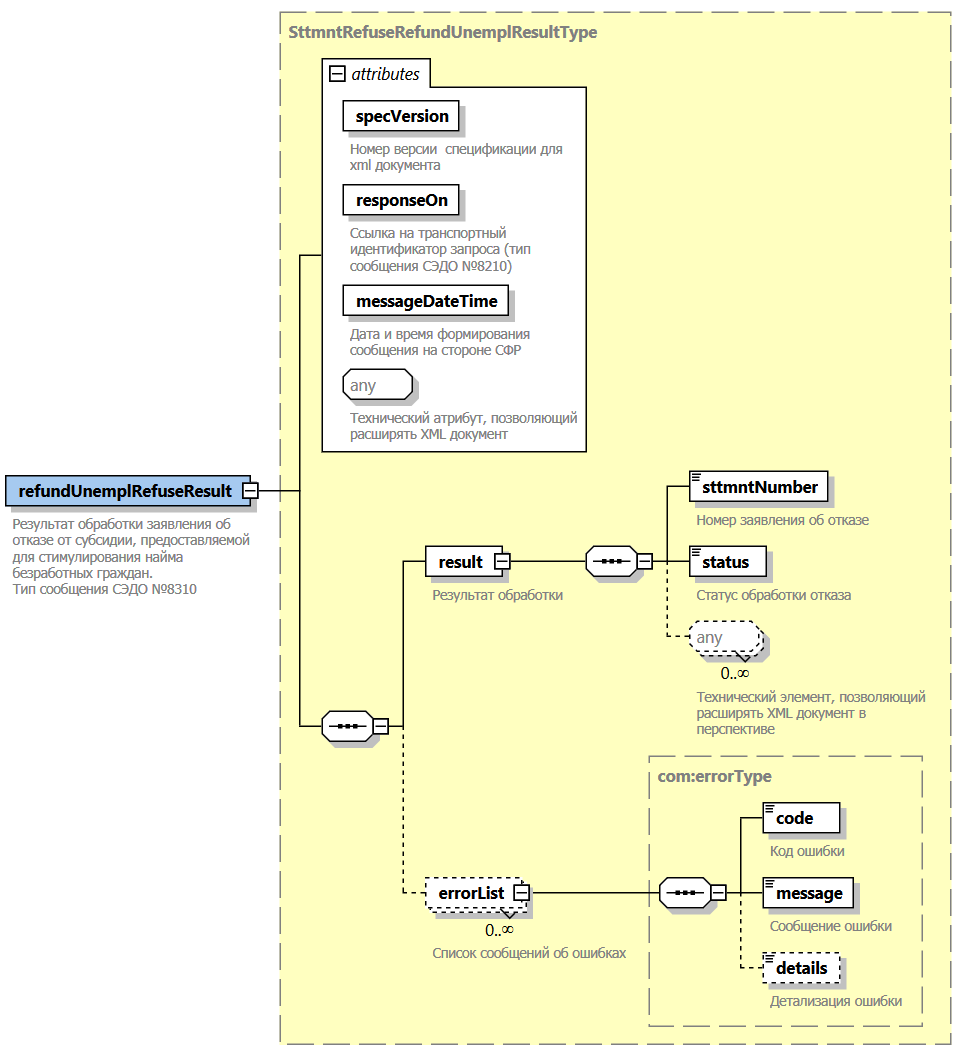 SttmntRefuseRefundUnemplResultType
attributes
specVersion
Номер версии  спецификации для
xml документа
responseOn
Ссылка на транспортный
идентификатор запроса (тип
сообщения СЭДО №8210)
messageDateTime
Дата и время формирования
сообщения на стороне СФР
any
Технический атрибут, позволяющий
расширять XML документ
refundUnemplRefuseResult
Результат обработки заявления об
отказе от субсидии, предоставляемой
для стимулирования найма
безработных граждан.
Тип сообщения СЭДО №8310
result
Результат обработки
sttmntNumber
Номер заявления об отказе
status
Статус обработки отказа
any
0..∞
Технический элемент, позволяющий
расширять XML документ в
перспективе
errorList
0..∞
Список сообщений об ошибках
com:errorType
code
Код ошибки
message
Сообщение ошибки
details
Детализация ошибки